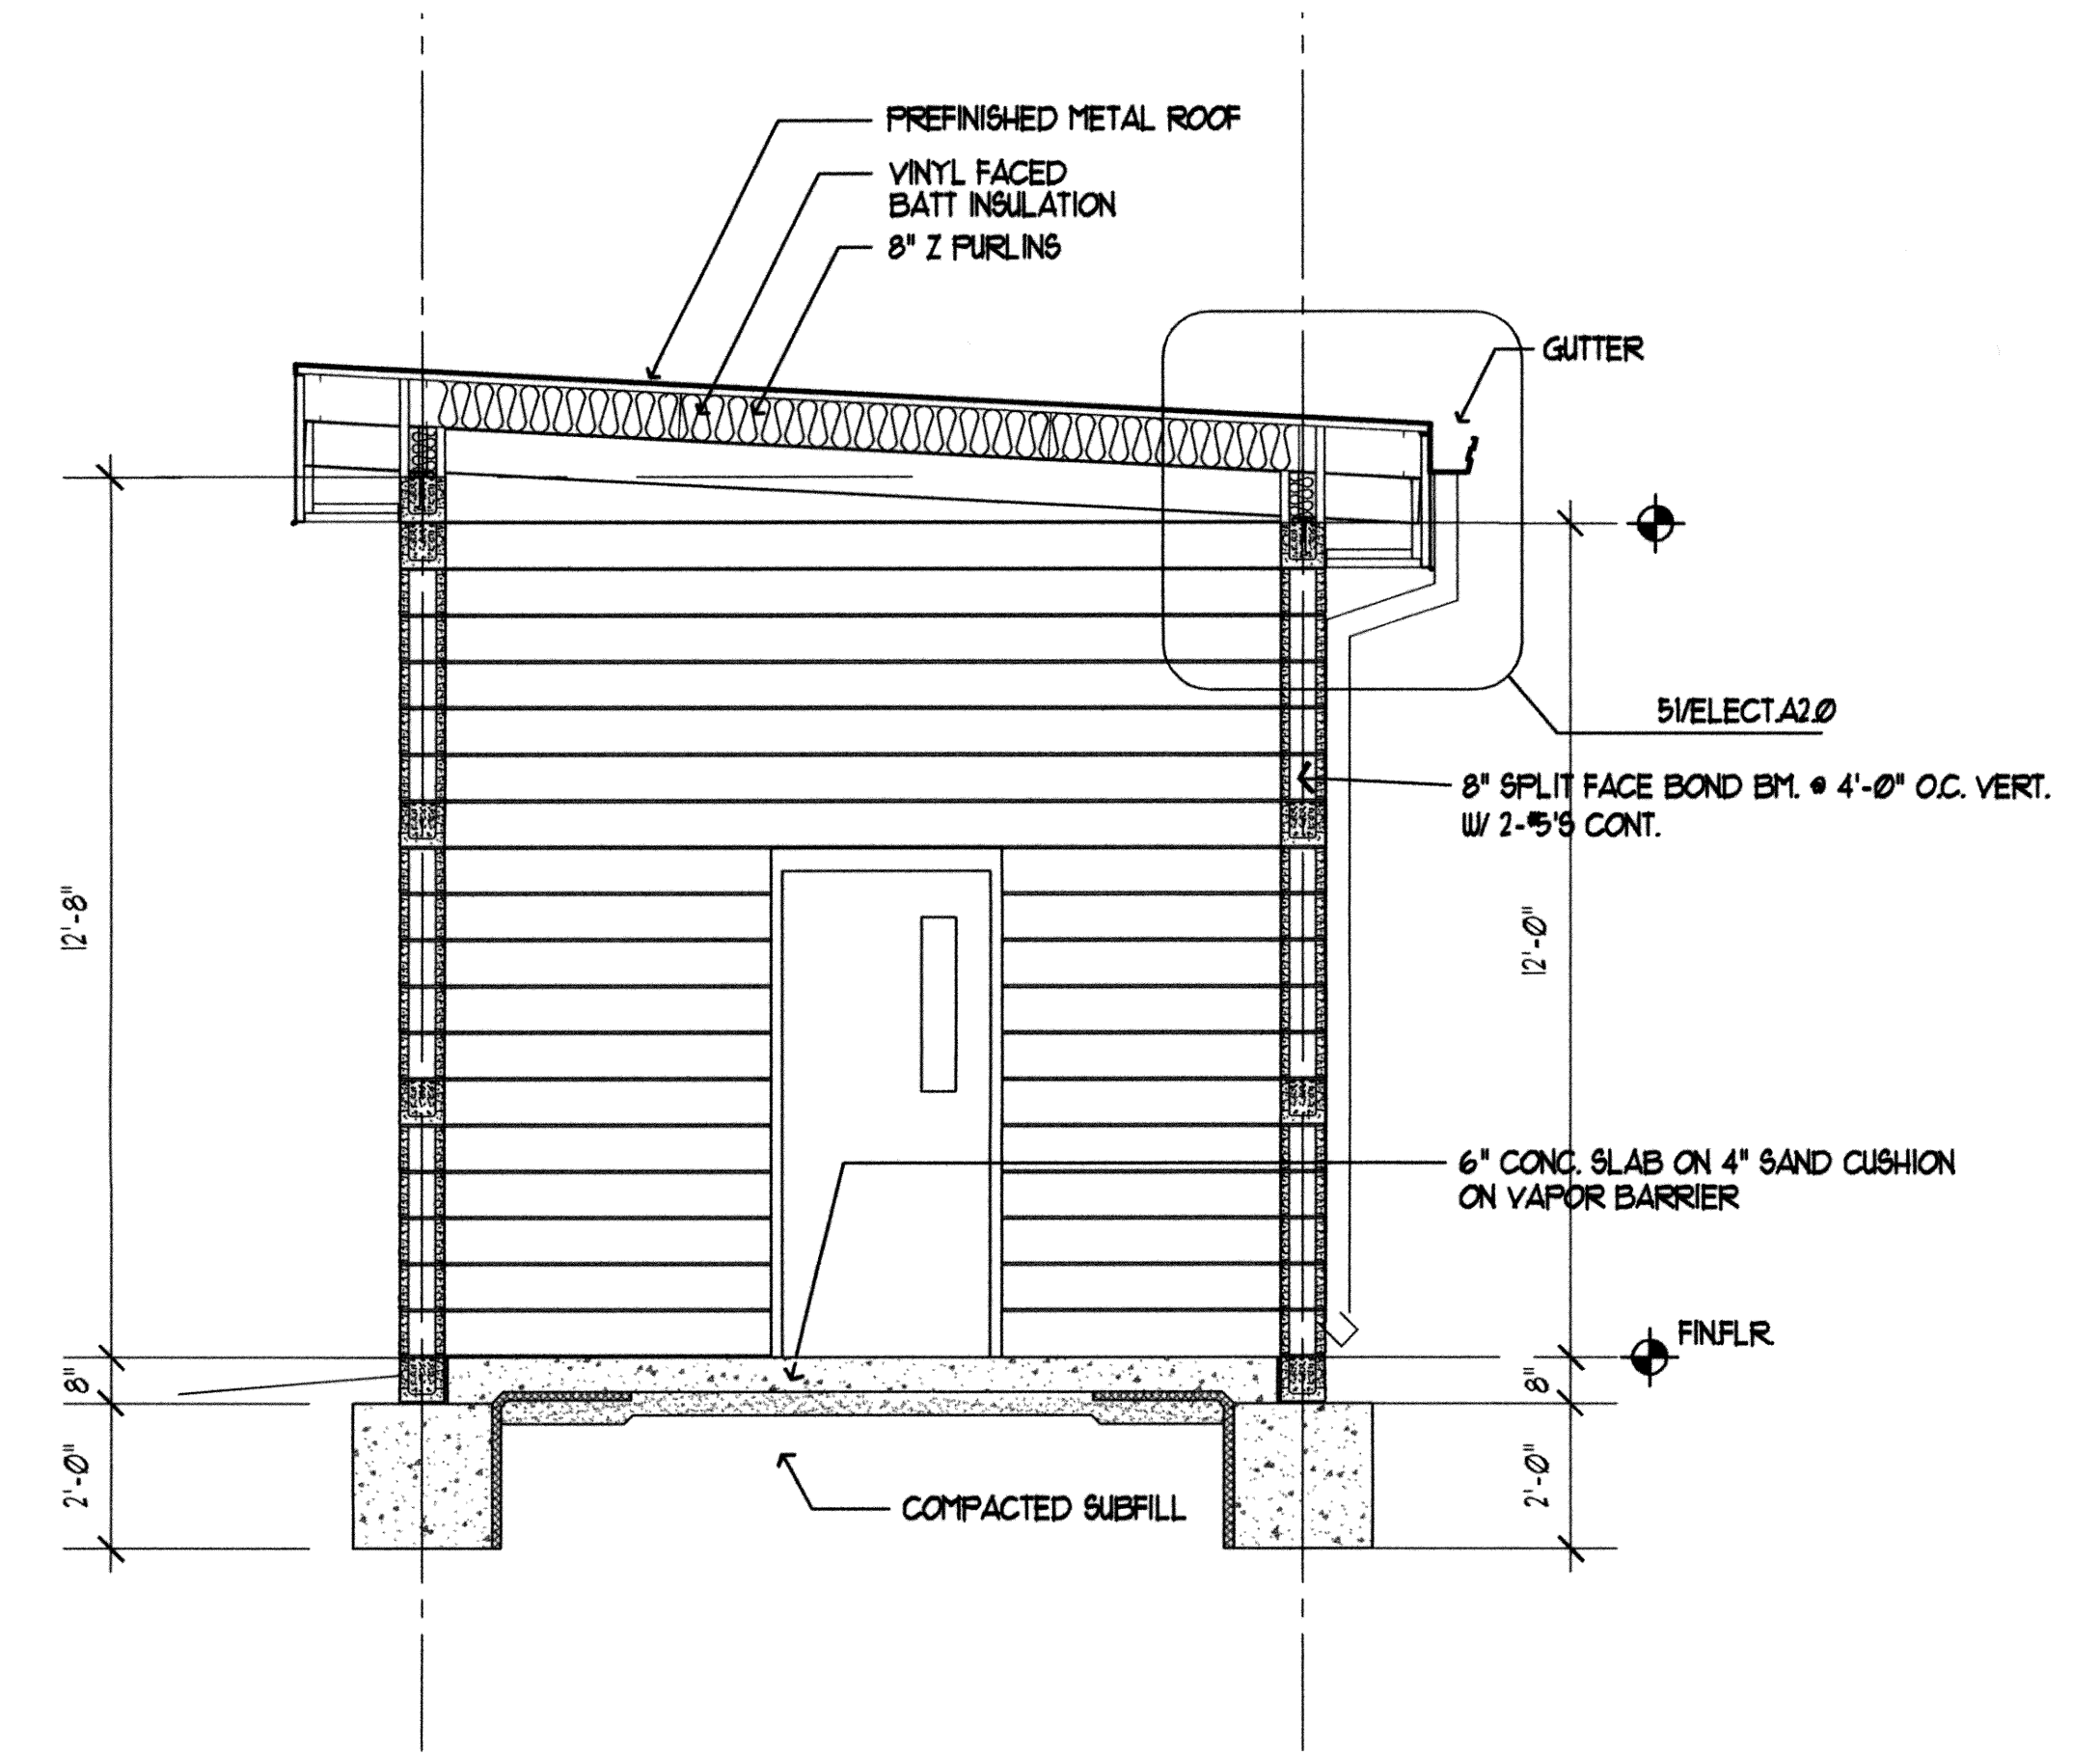 PREFINISHED METAL ROOF
VINYL FACED
BATT INSULATION
8" Z PURLINS
GUTTER
51/ELECT.A2.0
8" SPLIT FACE BOND BM. @ 4'-0" O.C. VERT.
W/ 2-#5'S CONT.
12'-8"
12'-0"
6" CONC. SLAB ON 4" SAND CUSHION
ON VAPOR BARRIER
FIN.FLR.
8"
8"
2'-0"
2'-0"
COMPACTED SUBFILL